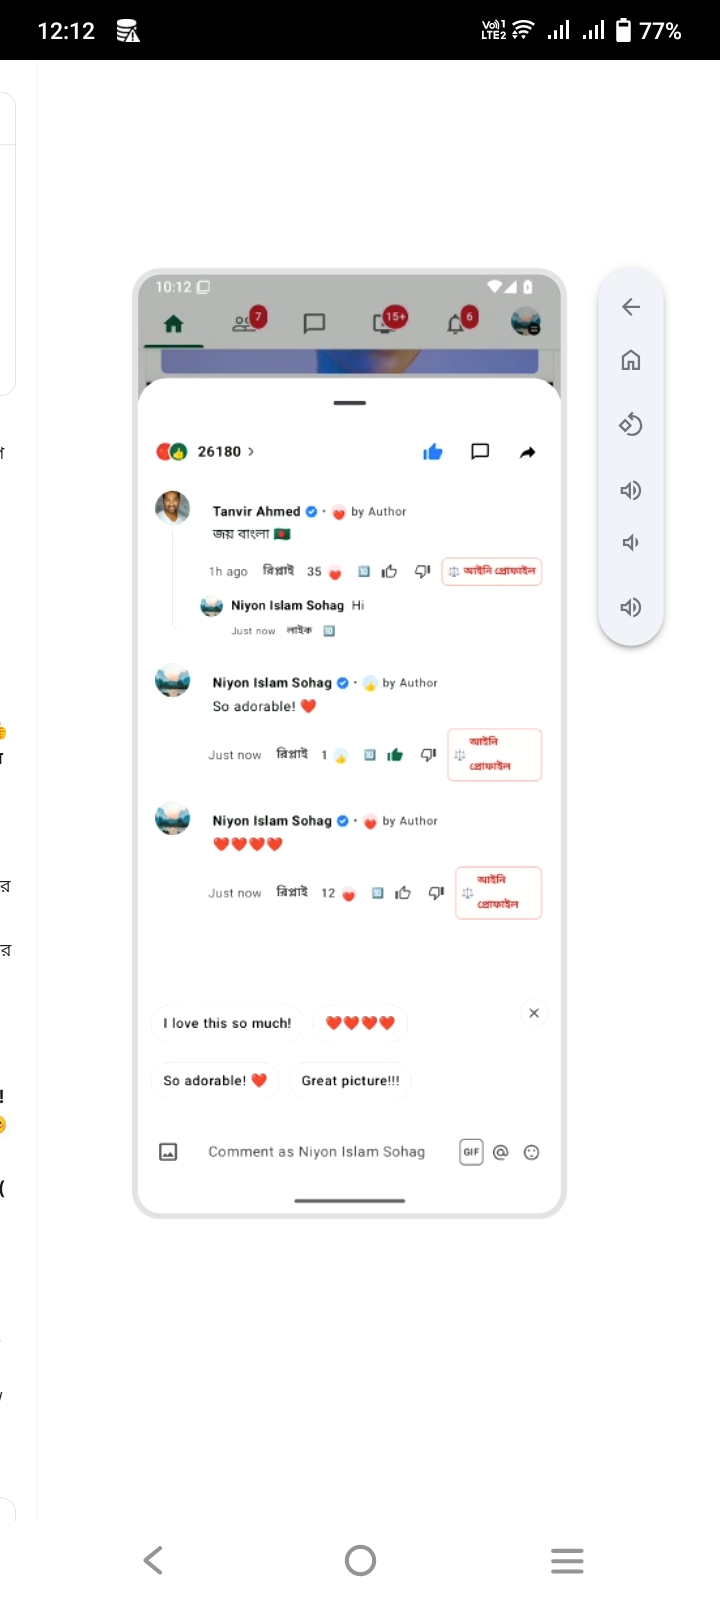 12:12 Vo)) 1 LTE2 77%
10:12
7 15+ 6
26180
Tanvir Ahmed · by Author
জয় বাংলা 🇧🇩
1h ago রিপ্লাই 35 🔟 আইনি প্রোফাইল
Niyon Islam Sohag Hi
Just now লাইক 🔟
Niyon Islam Sohag · by Author
So adorable! ❤️
Just now রিপ্লাই 1 🔟 আইনি
প্রোফাইল
Niyon Islam Sohag · by Author
❤️❤️❤️❤️
Just now রিপ্লাই 12 🔟 আইনি
প্রোফাইল
I love this so much! ❤️❤️❤️❤️
So adorable! ❤️ Great picture!!!
Comment as Niyon Islam Sohag GIF @
র
র
!
(